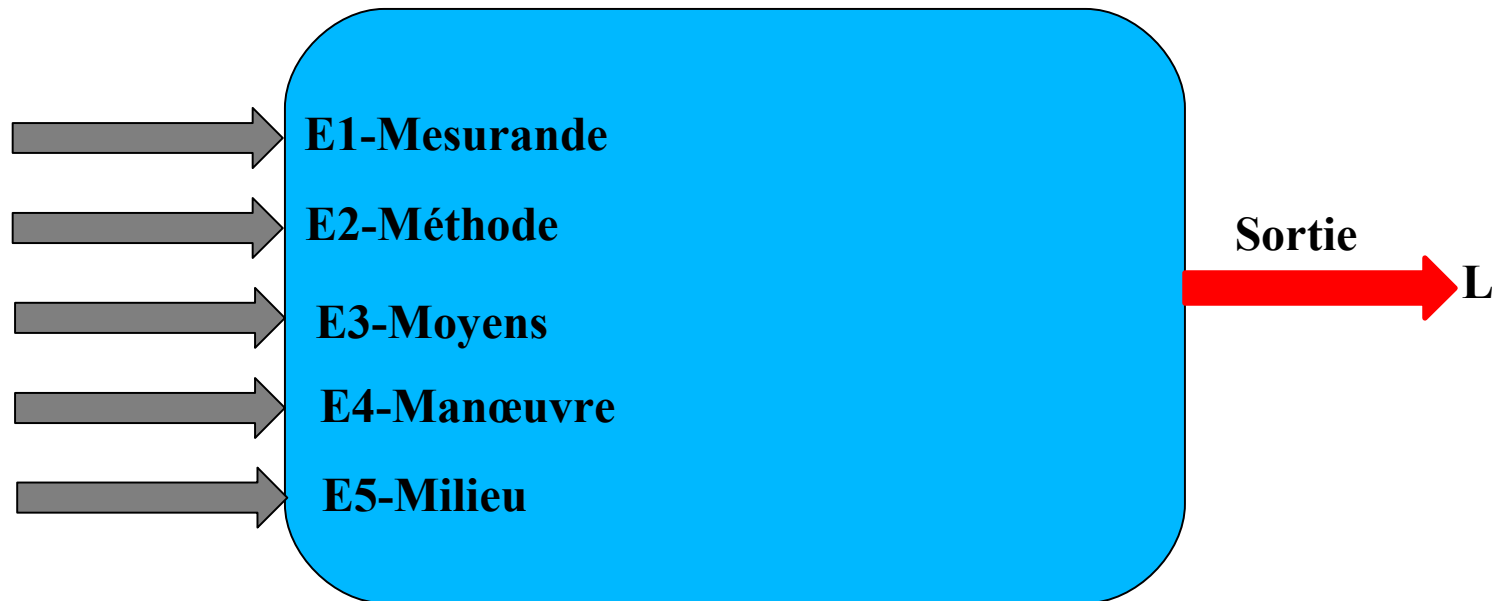 E1-Mesurande
E2-Méthode
E3-Moyens
E4-Manœuvre
E5-Milieu
Sortie
L